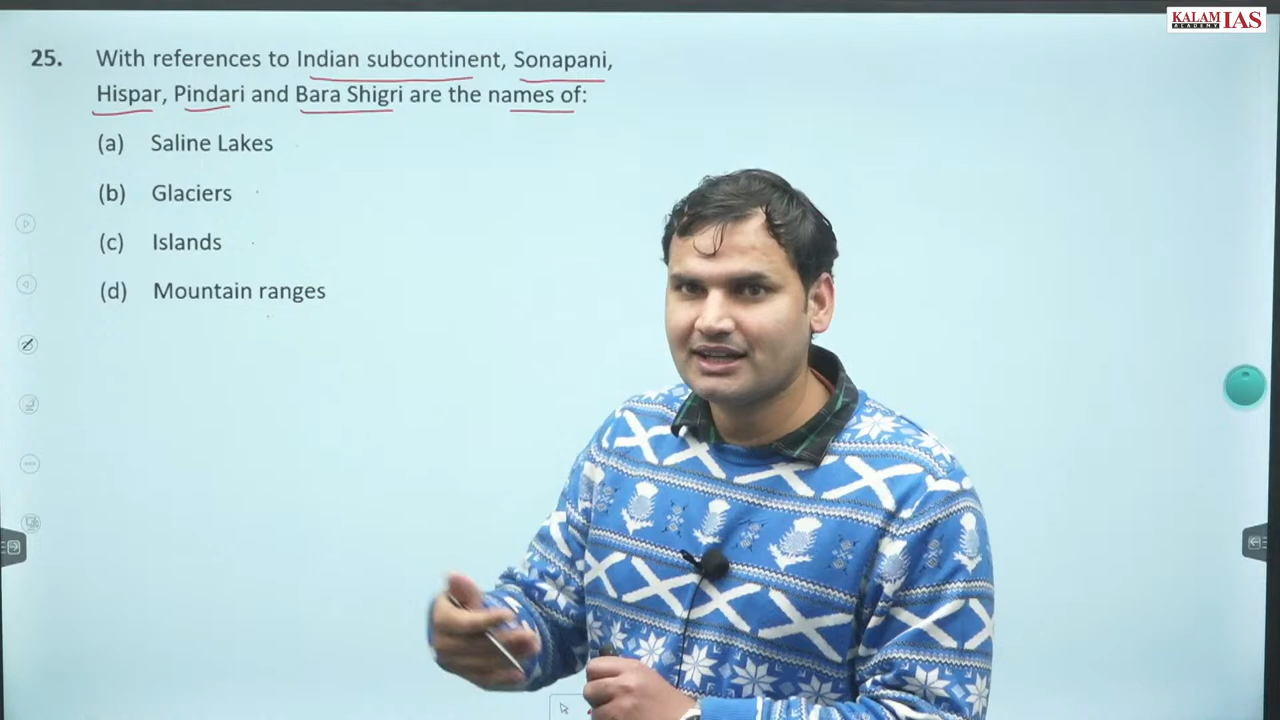 KALAM IAS
ACADEMY
25. With references to Indian subcontinent, Sonapani,
Hispar, Pindari and Bara Shigri are the names of:
(a) Saline Lakes
(b) Glaciers
(c) Islands
(d) Mountain ranges